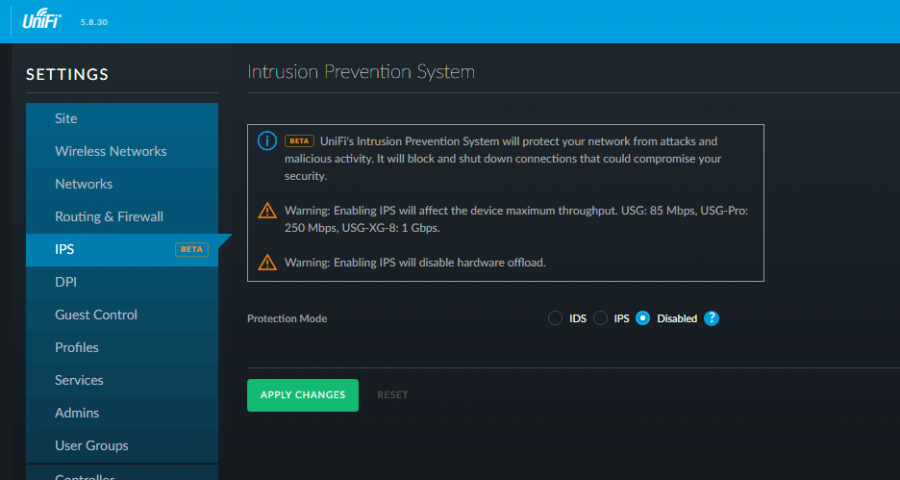 UniFi 5.8.30
SETTINGS
Site
Wireless Networks
Networks
Routing & Firewall
IPS BETA
DPI
Guest Control
Profiles
Services
Admins
User Groups
Controller
Intrusion Prevention System
BETA UniFi's Intrusion Prevention System will protect your network from attacks and
malicious activity. It will block and shut down connections that could compromise your
security.
Warning: Enabling IPS will affect the device maximum throughput. USG: 85 Mbps, USG-Pro:
250 Mbps, USG-XG-8: 1 Gbps.
Warning: Enabling IPS will disable hardware offload.
Protection Mode IDS IPS Disabled ?
APPLY CHANGES RESET